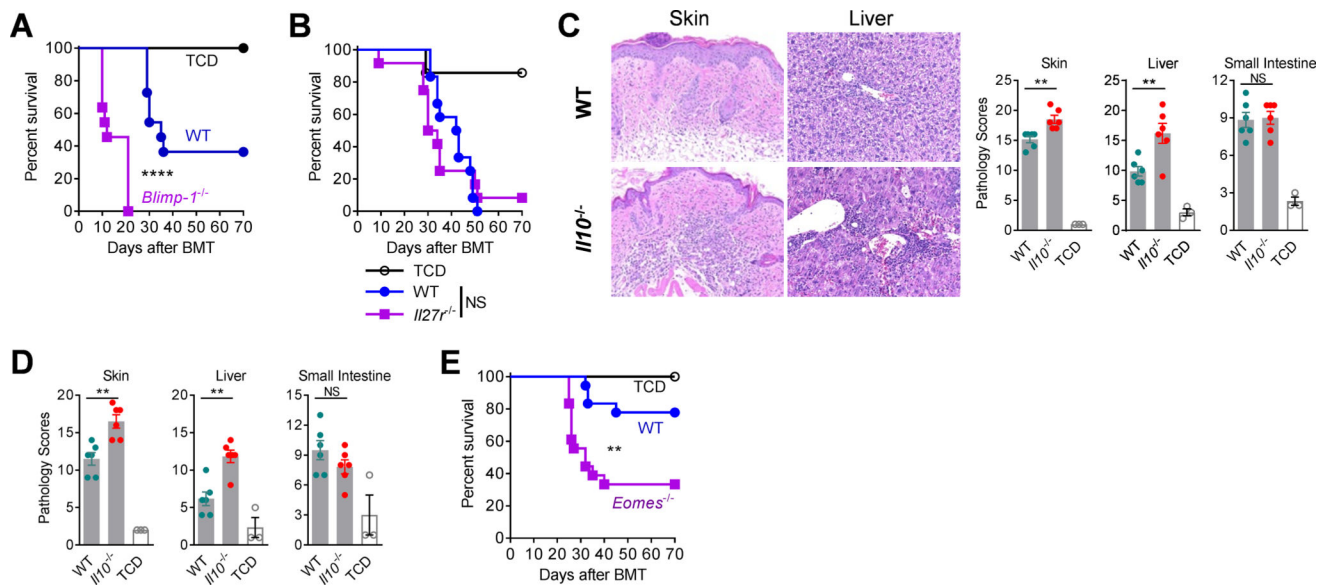 A
Percent survival
100
80
60
40
20
0
TCD
WT
****
Blimp-1-/-
0 10 20 30 40 50 60 70
Days after BMT
B
Percent survival
100
80
60
40
20
0
0 10 20 30 40 50 60 70
Days after BMT
TCD
WT
Il27r-/-
NS
C
Skin
Liver
WT
Il10-/-
Pathology Scores
Skin
25
20
15
10
5
0
**
WT
Il10-/-
TCD
Liver
25
20
15
10
5
0
**
WT
Il10-/-
TCD
Small Intestine
12
9
6
3
0
NS
WT
Il10-/-
TCD
D
Pathology Scores
Skin
20
15
10
5
0
**
WT
Il10-/-
TCD
Liver
20
15
10
5
0
**
WT
Il10-/-
TCD
Small Intestine
15
12
9
6
3
0
NS
WT
Il10-/-
TCD
E
Percent survival
100
80
60
40
20
0
TCD
WT
**
Eomes-/-
0 10 20 30 40 50 60 70
Days after BMT